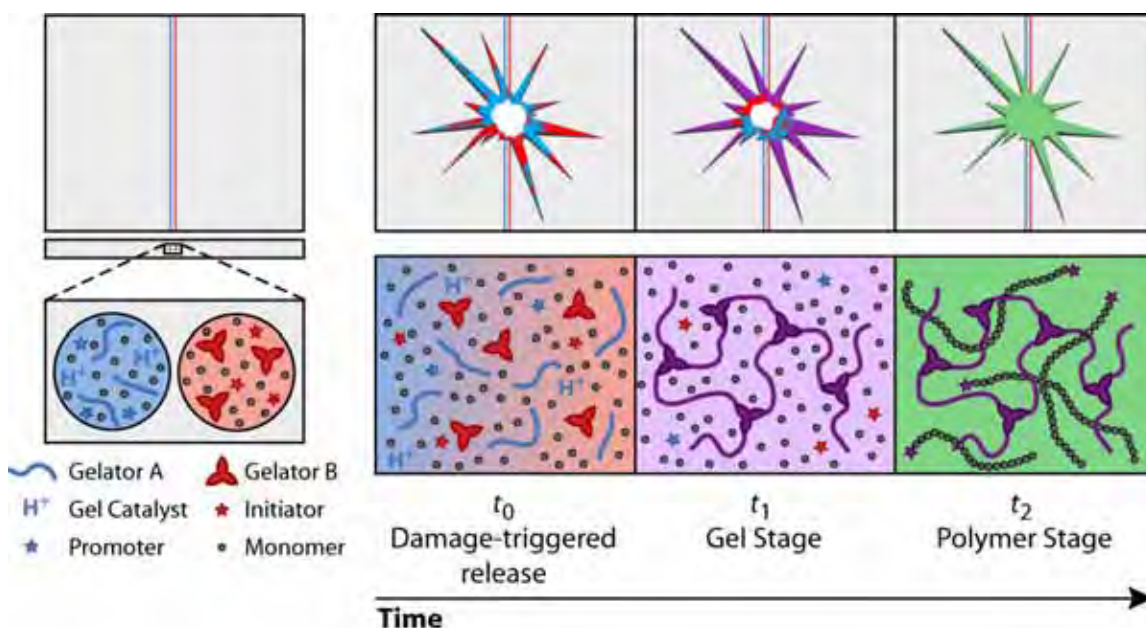 H⁺
H⁺
H⁺
H⁺
H⁺
Gelator A
Gelator B
H⁺ Gel Catalyst
Initiator
Promoter
Monomer
t₀
Damage-triggered
release
t₁
Gel Stage
t₂
Polymer Stage
Time